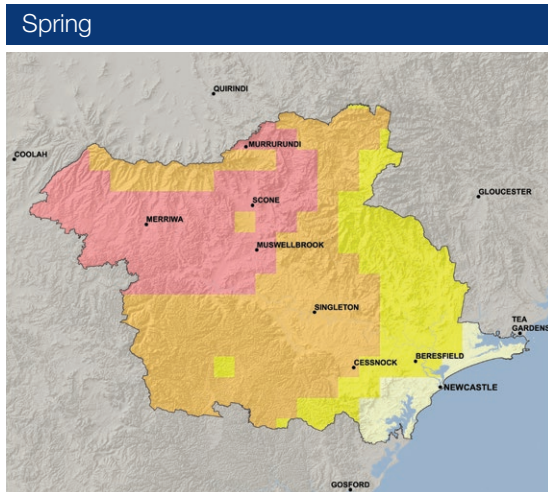 Spring
QUIRINDI
MURRURUNDI
COOLAH
GLOUCESTER
SCONE
MERRIWA
MUSWELLBROOK
SINGLETON
TEA
GARDENS
BERESFIELD
CESSNOCK
NEWCASTLE
GOSFORD